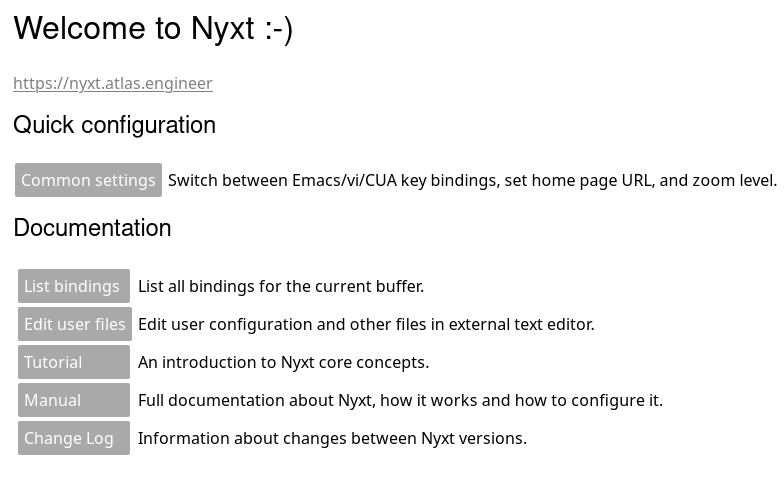 Welcome to Nyxt :-)
https://nyxt.atlas.engineer
Quick configuration
Common settings Switch between Emacs/vi/CUA key bindings, set home page URL, and zoom level.
Documentation
List bindings List all bindings for the current buffer.
Edit user files Edit user configuration and other files in external text editor.
Tutorial An introduction to Nyxt core concepts.
Manual Full documentation about Nyxt, how it works and how to configure it.
Change Log Information about changes between Nyxt versions.